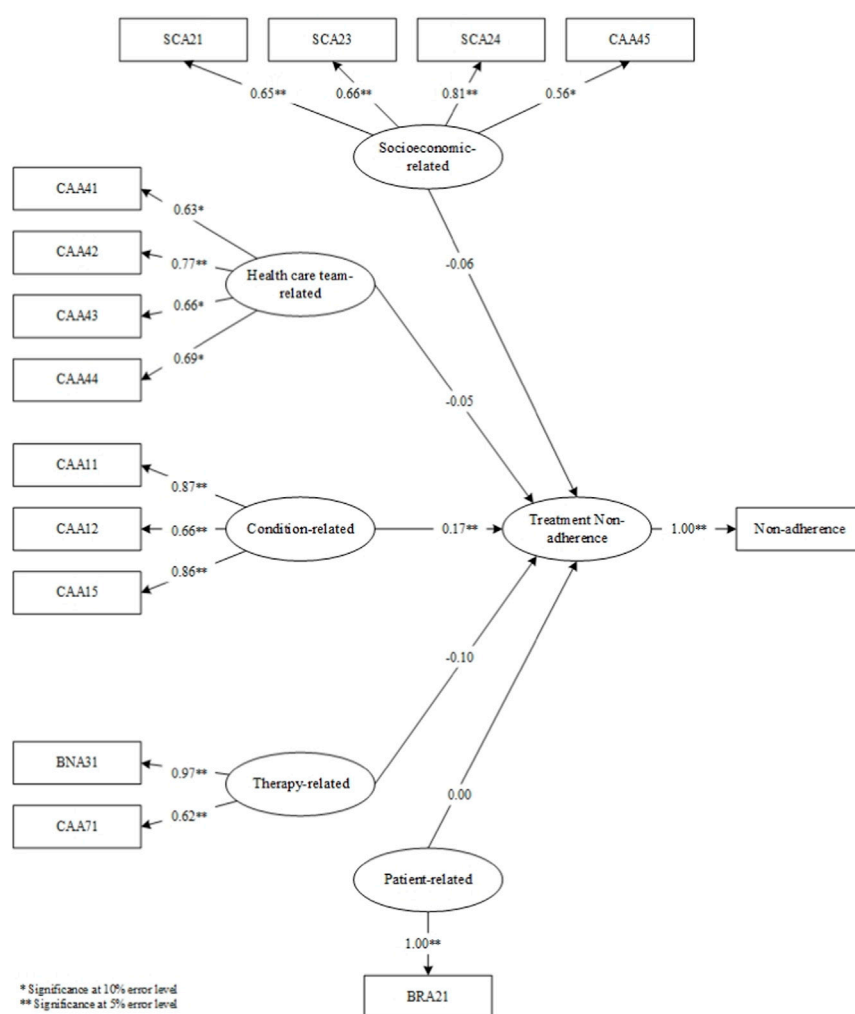 SCA21
SCA23
SCA24
CAA45
0.65**
0.66**
0.81**
0.56*
Socioeconomic-
related
CAA41
0.63*
CAA42
0.77**
Health care team-
related
CAA43
0.66*
CAA44
0.69*
-0.06
-0.05
CAA11
0.87**
CAA12
0.66**
Condition-related
0.17**
Treatment Non-
adherence
1.00**
Non-adherence
CAA15
0.86**
-0.10
BNA31
0.97**
Therapy-related
CAA71
0.62**
0.00
Patient-related
1.00**
BRA21
* Significance at 10% error level
** Significance at 5% error level